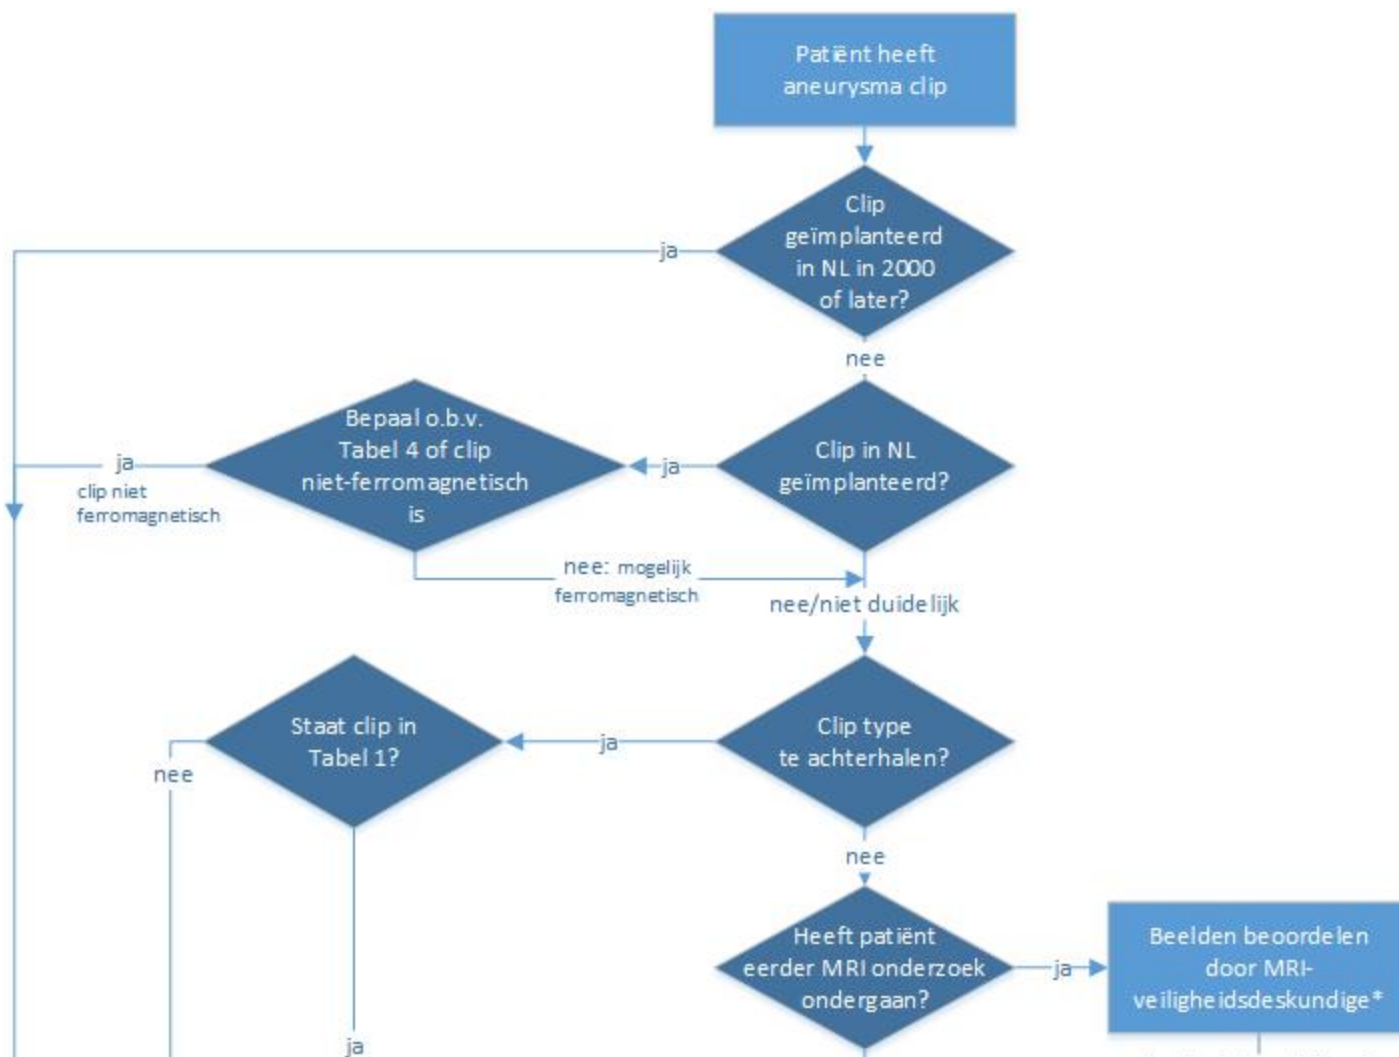 Patiënt heeft
aneurysma clip
Clip
geïmplanteerd
in NL in 2000
of later?
ja
nee
Bepaal o.b.v.
Tabel 4 of clip
niet-ferromagnetisch
is
Clip in NL
geïmplanteerd?
ja
ja
clip niet
ferromagnetisch
nee: mogelijk
ferromagnetisch
nee/niet duidelijk
Staat clip in
Tabel 1?
Clip type
te achterhalen?
ja
nee
nee
Heeft patiënt
eerder MRI onderzoek
ondergaan?
ja
Beelden beoordelen
door MRI-
veiligheidsdeskundige*
ja